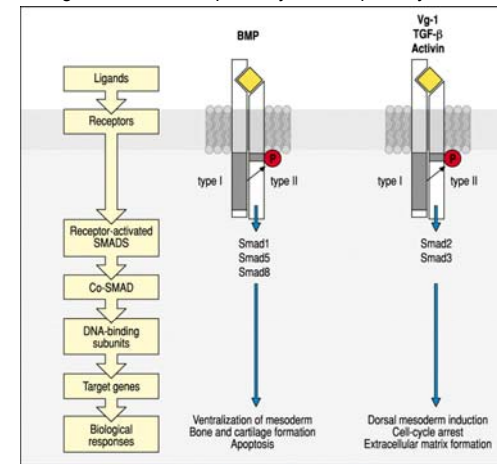 BMP
Vg-1
TGF-β
Activin
Ligands
Receptors
P
P
type I
type II
type I
type II
Receptor-activated
SMADS
Smad1
Smad5
Smad8
Smad2
Smad3
Co-SMAD
DNA-binding
subunits
Target genes
Biological
responses
Ventralization of mesoderm
Bone and cartilage formation
Apoptosis
Dorsal mesoderm induction
Cell-cycle arrest
Extracellular matrix formation